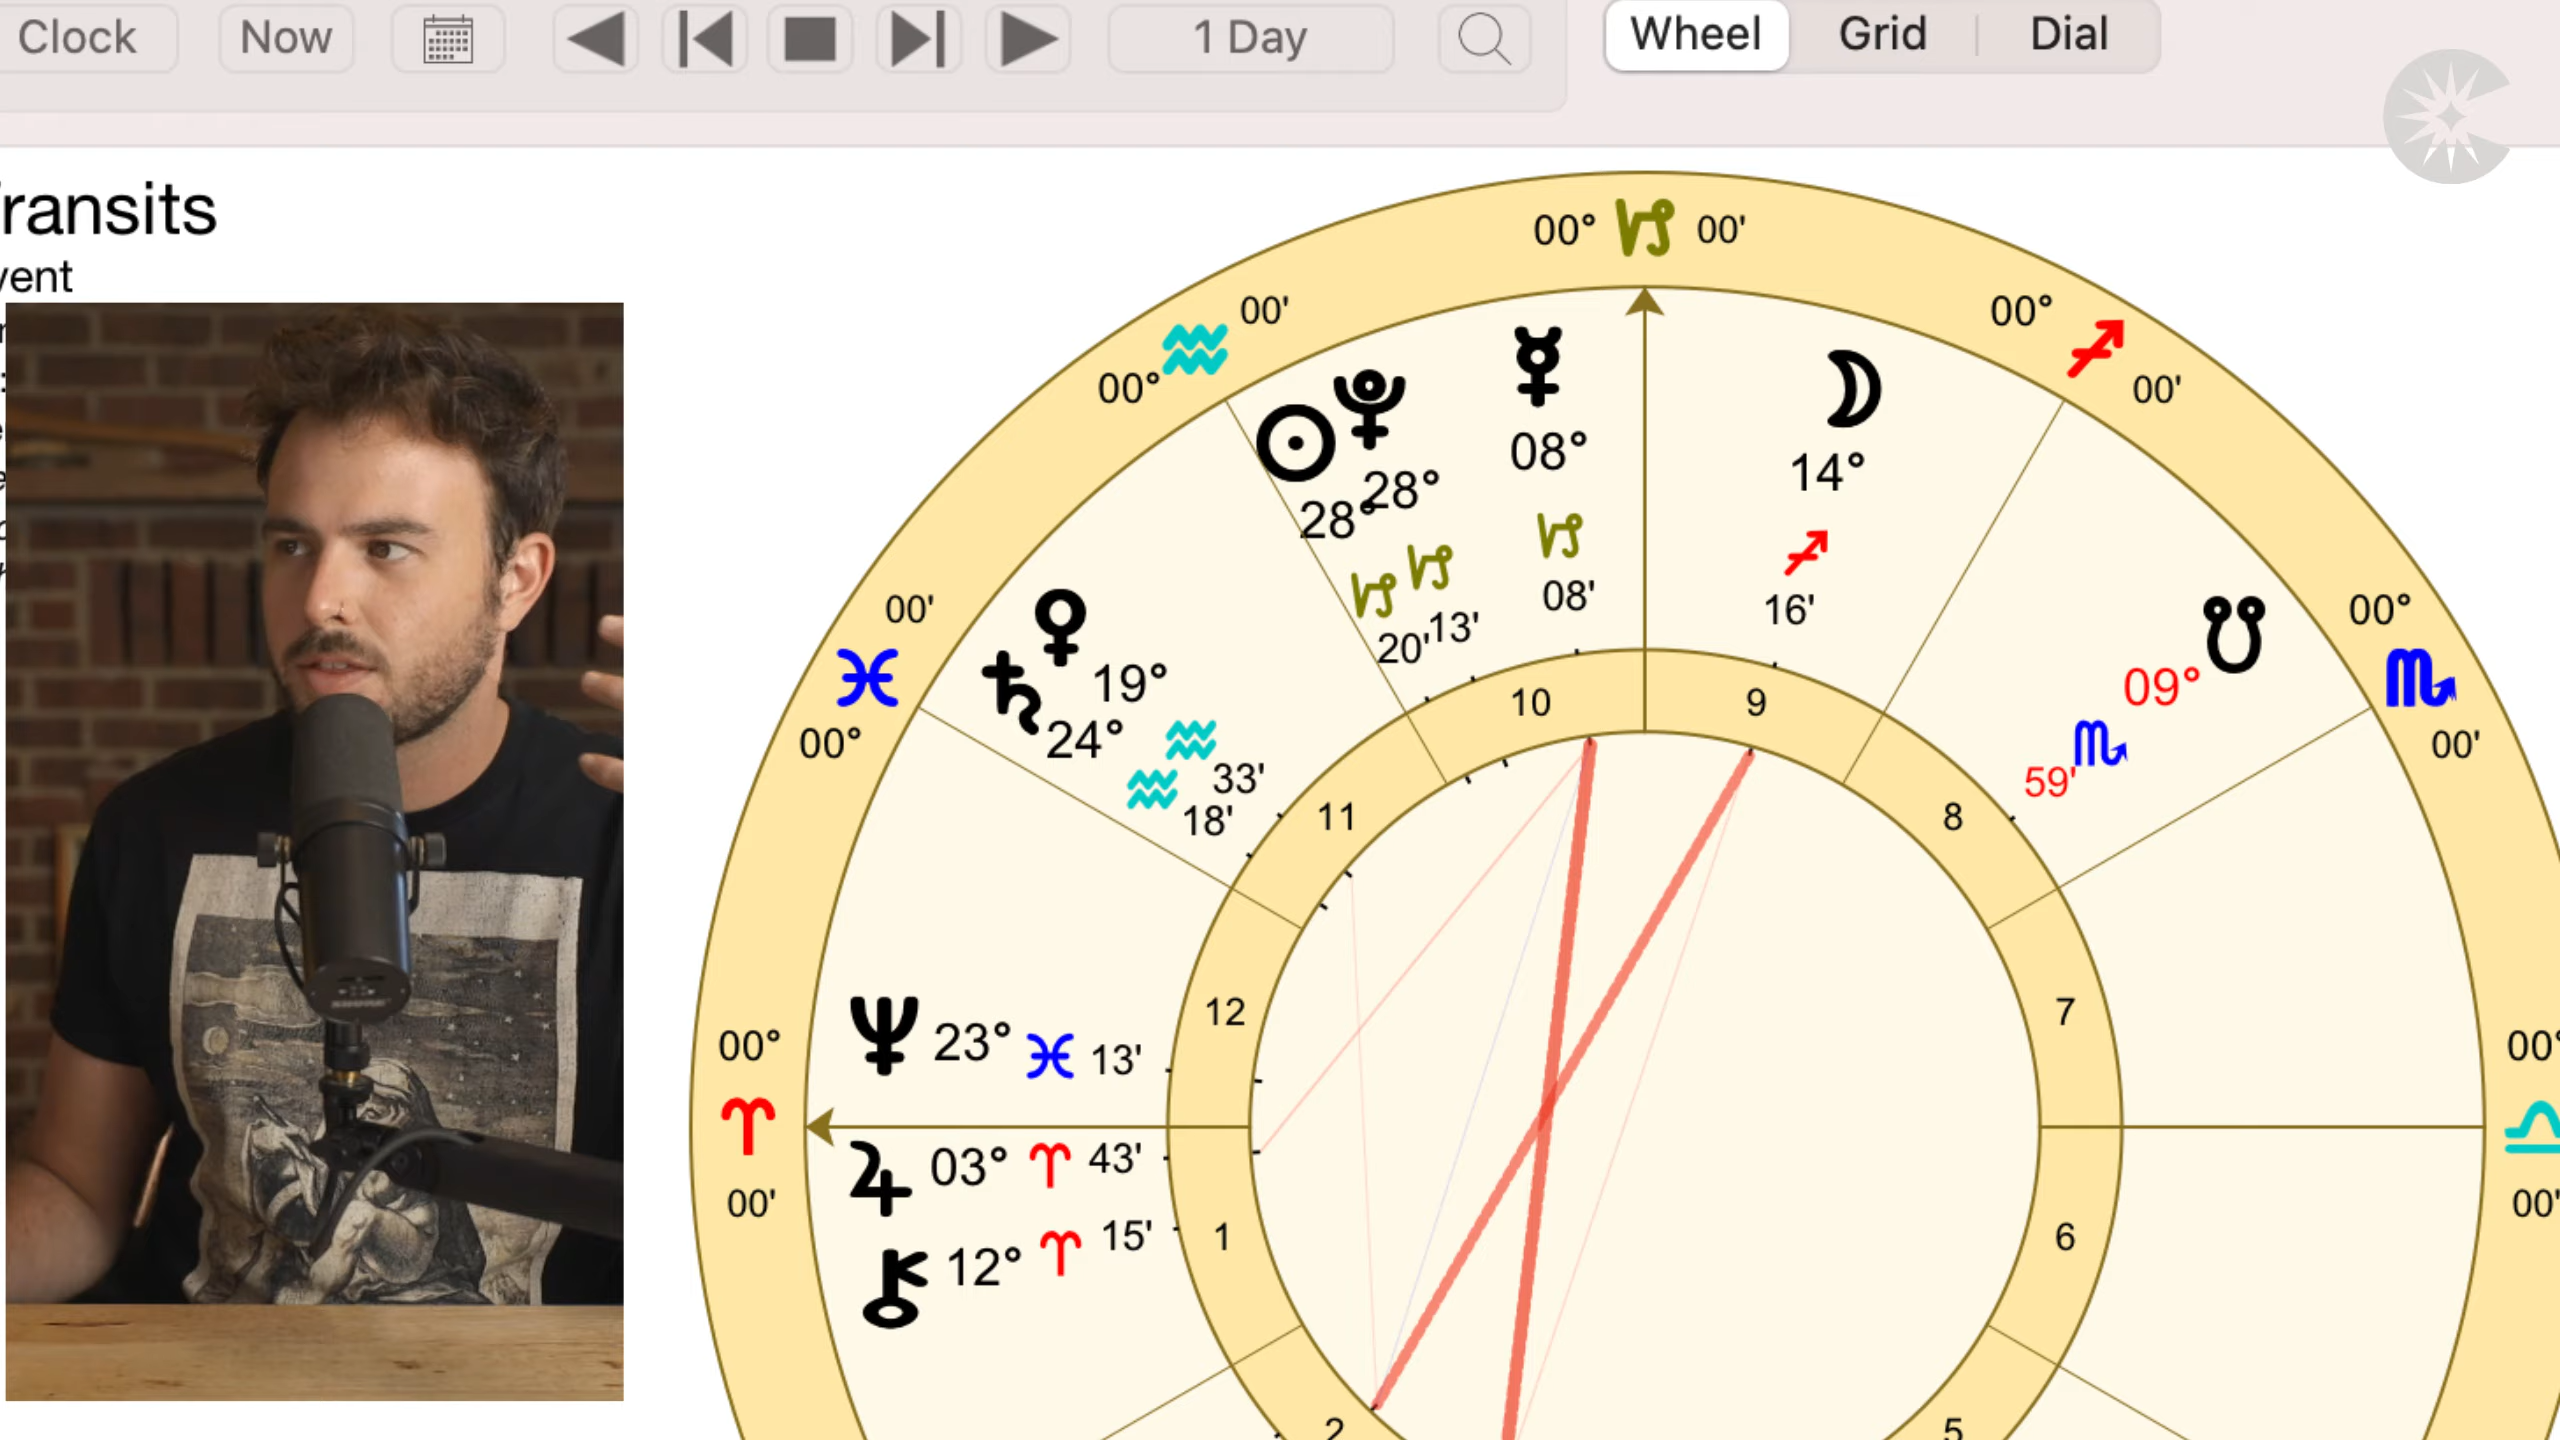 Clock Now 1 Day Wheel Grid Dial
ransits
vent
00° ♑ 00'
00° ♒ 00'
00° ♐ 00'
☉ 28° ♑ 20'
♇ 28° ♑ 13'
☿ 08° ♑ 08'
☽ 14° ♐ 16'
00° ♓ 00'
♀ 19° ♒ 33'
♄ 24° ♒ 18'
☋ 09° ♏ 59'
00° ♏ 00'
10 9
11 8
12 7
♆ 23° ♓ 13'
00° ♈ 00'
♃ 03° ♈ 43'
⚷ 12° ♈ 15'
00° ♎ 00'
1 6
2 5